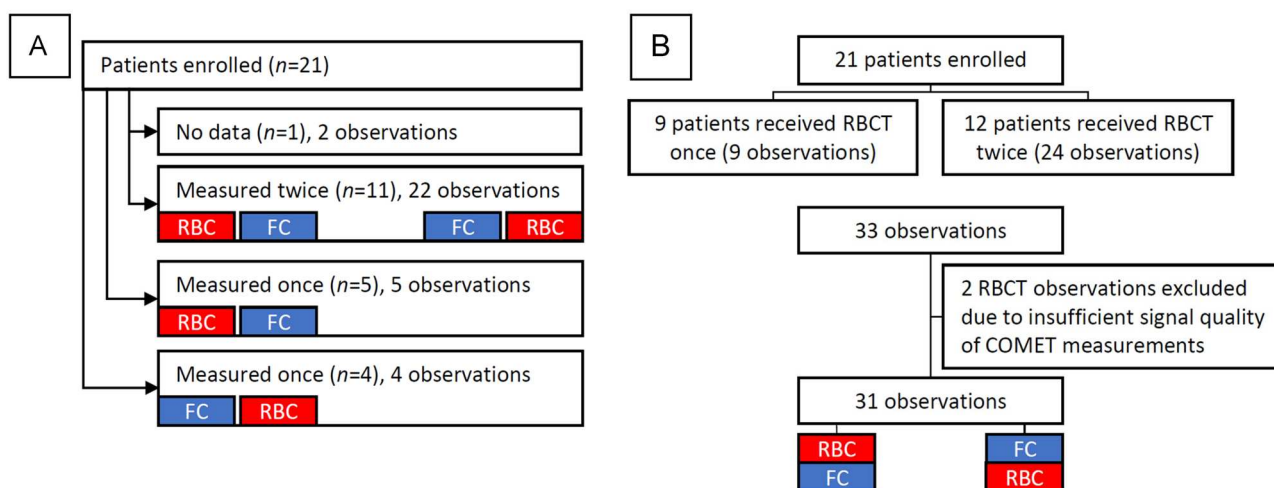 A
Patients enrolled (n=21)
No data (n=1), 2 observations
Measured twice (n=11), 22 observations
RBC FC FC RBC
Measured once (n=5), 5 observations
RBC FC
Measured once (n=4), 4 observations
FC RBC
B
21 patients enrolled
9 patients received RBCT
once (9 observations)
12 patients received RBCT
twice (24 observations)
33 observations
2 RBCT observations excluded
due to insufficient signal quality
of COMET measurements
31 observations
RBC
FC
FC
RBC